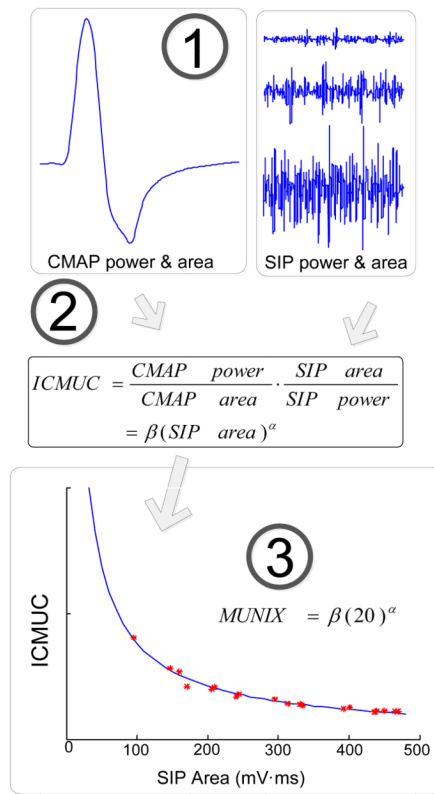 1
CMAP power & area
SIP power & area
2
ICMUC = CMAP power / CMAP area · SIP area / SIP power
= β(SIP area)^α
3
MUNIX = β(20)^α
ICMUC
0 100 200 300 400 500
SIP Area (mV·ms)